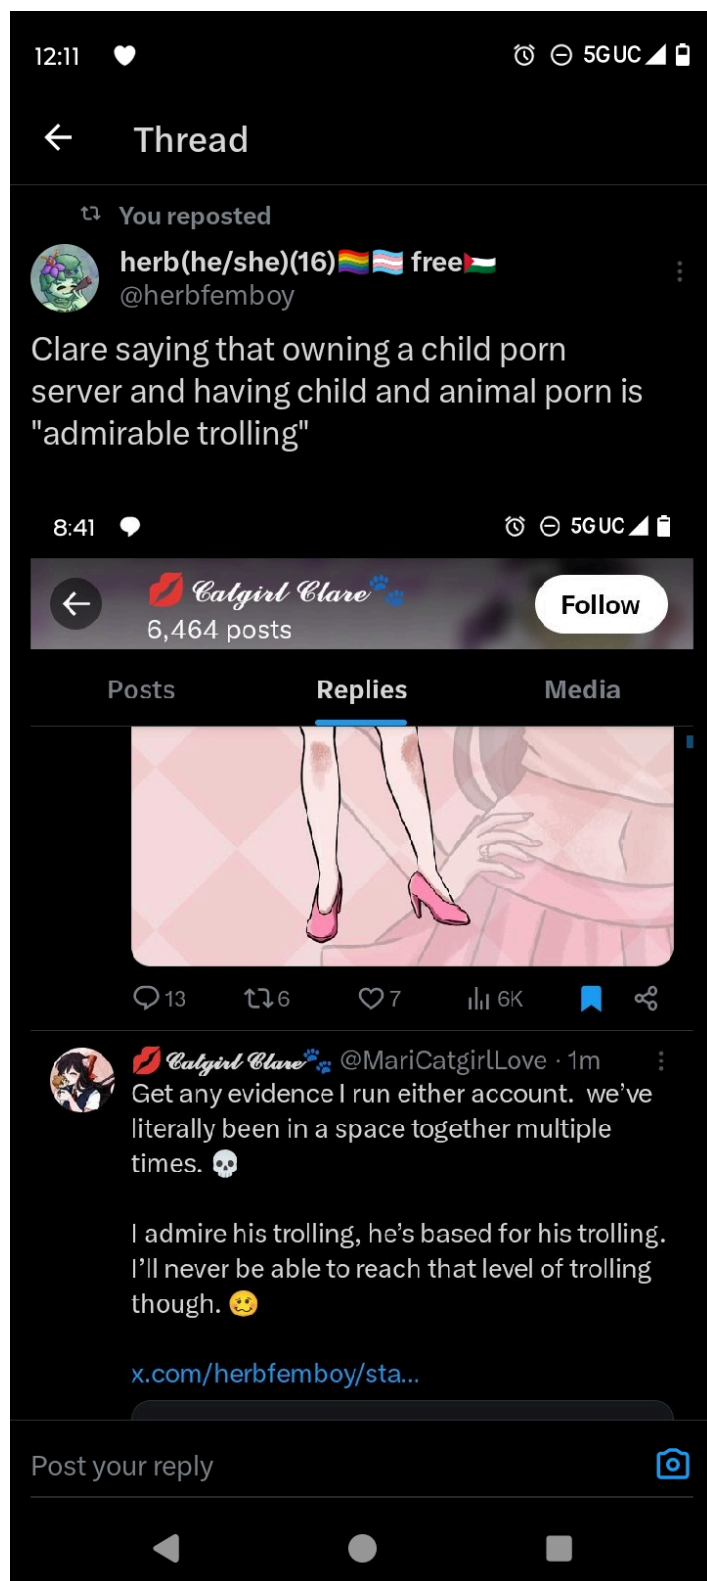 12:11
5G UC
Thread
You reposted
herb(he/she)(16)🏳️‍🌈🏳️‍⚧️ free🇵🇸
@herbfemboy
Clare saying that owning a child porn
server and having child and animal porn is
"admirable trolling"
8:41
5G UC
💋 𝓒𝓪𝓽𝓰𝓲𝓻𝓵 𝓒𝓵𝓪𝓻𝓮🐾
6,464 posts
Follow
Posts
Replies
Media
13
6
7
6K
💋 𝓒𝓪𝓽𝓰𝓲𝓻𝓵 𝓒𝓵𝓪𝓻𝓮🐾 @MariCatgirlLove · 1m
Get any evidence I run either account.  we’ve
literally been in a space together multiple
times. 💀
I admire his trolling, he’s based for his trolling.
I’ll never be able to reach that level of trolling
though. 🥴
x.com/herbfemboy/sta...
Post your reply